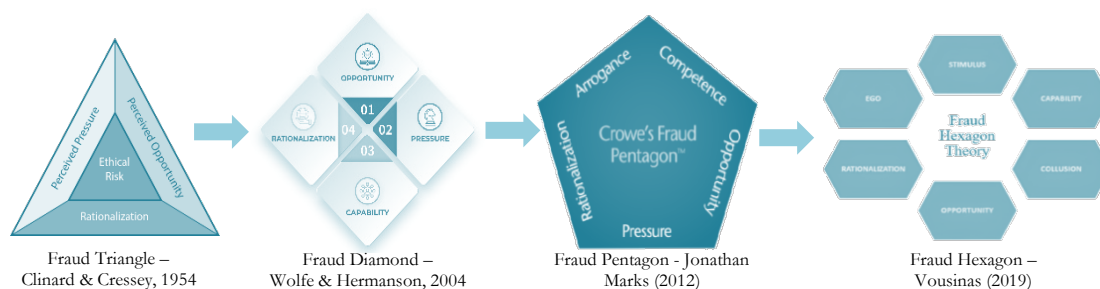 Perceived Pressure
Perceived Opportunity
Ethical
Risk
Rationalization
Fraud Triangle –
Clinard & Cressey, 1954
OPPORTUNITY
RATIONALIZATION
01
04
02
03
PRESSURE
CAPABILITY
Fraud Diamond –
Wolfe & Hermanson, 2004
Arrogance
Competence
Crowe's Fraud
Pentagon™
Rationalization
Opportunity
Pressure
Fraud Pentagon - Jonathan
Marks (2012)
STIMULUS
EGO
CAPABILITY
Fraud
Hexagon
Theory
RATIONALIZATION
COLLUSION
OPPORTUNITY
Fraud Hexagon –
Vousinas (2019)